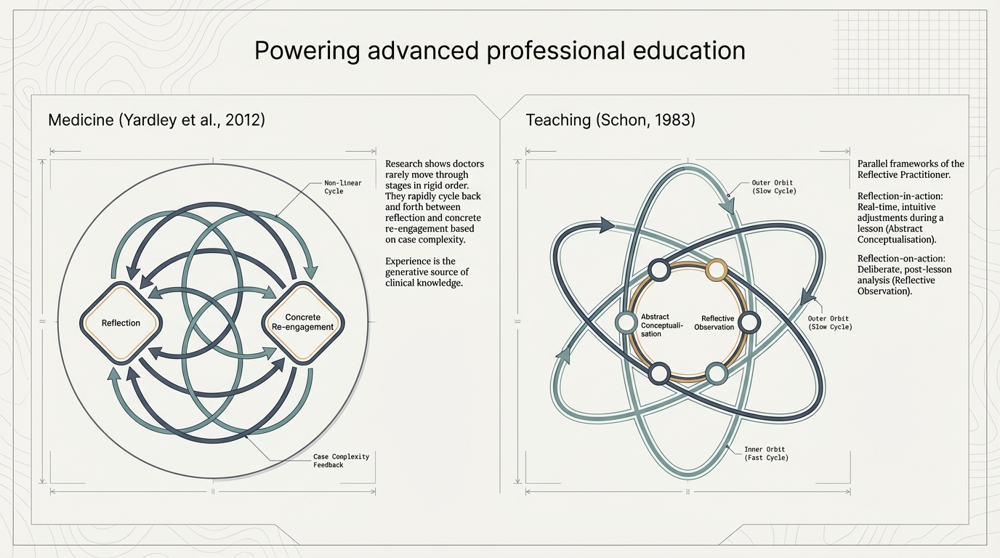 Powering advanced professional education
Medicine (Yardley et al., 2012)
Non-Linear
Cycle
Reflection
Concrete
Re-engagement
Case Complexity
Feedback
Research shows doctors
rarely move through
stages in rigid order.
They rapidly cycle back
and forth between
reflection and concrete
re-engagement based
on case complexity.
Experience is the
generative source of
clinical knowledge.
Teaching (Schon, 1983)
Outer Orbit
(Slow Cycle)
Abstract
Conceptuali-
sation
Reflective
Observation
Outer Orbit
(Slow Cycle)
Inner Orbit
(Fast Cycle)
Parallel frameworks of the
Reflective Practitioner.
Reflection-in-action:
Real-time, intuitive
adjustments during a
lesson (Abstract
Conceptualisation).
Reflection-on-action:
Deliberate, post-lesson
analysis (Reflective
Observation).